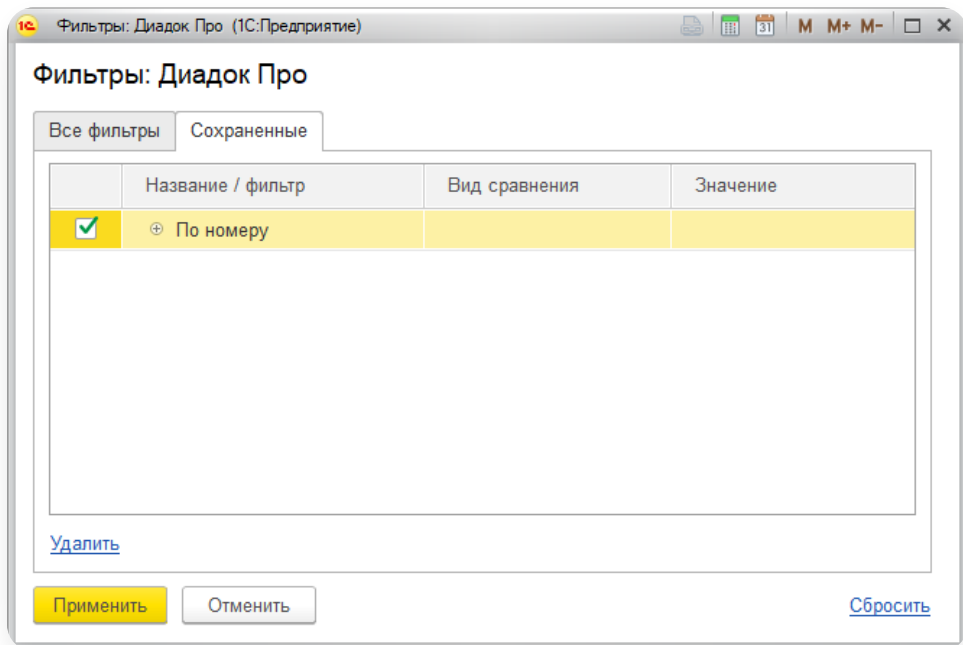 1С Фильтры: Диадок Про (1С:Предприятие) 31 M M+ M-
Фильтры: Диадок Про
Все фильтры Сохраненные
Название / фильтр Вид сравнения Значение
По номеру
Удалить
Применить Отменить Сбросить